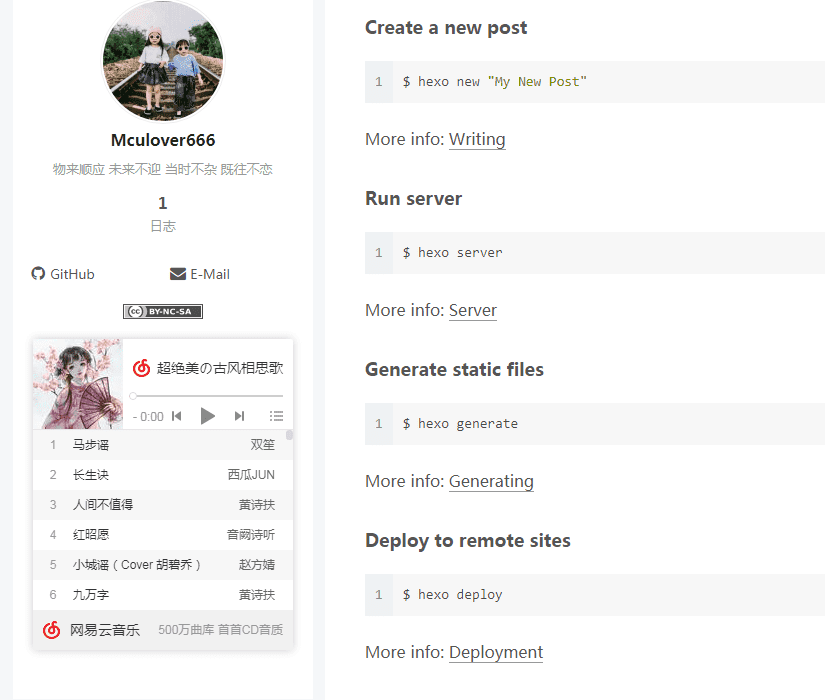 Mculover666
物来顺应 未来不迎 当时不杂 既往不恋
1
日志
GitHub E-Mail
cc BY-NC-SA
超绝美の古风相思歌
- 0:00
1 马步谣 双笙
2 长生诀 西瓜JUN
3 人间不值得 黄诗扶
4 红昭愿 音阙诗听
5 小城谣（Cover 胡碧乔） 赵方婧
6 九万字 黄诗扶
网易云音乐 500万曲库 首首CD音质
Create a new post
1 $ hexo new "My New Post"
More info: Writing
Run server
1 $ hexo server
More info: Server
Generate static files
1 $ hexo generate
More info: Generating
Deploy to remote sites
1 $ hexo deploy
More info: Deployment